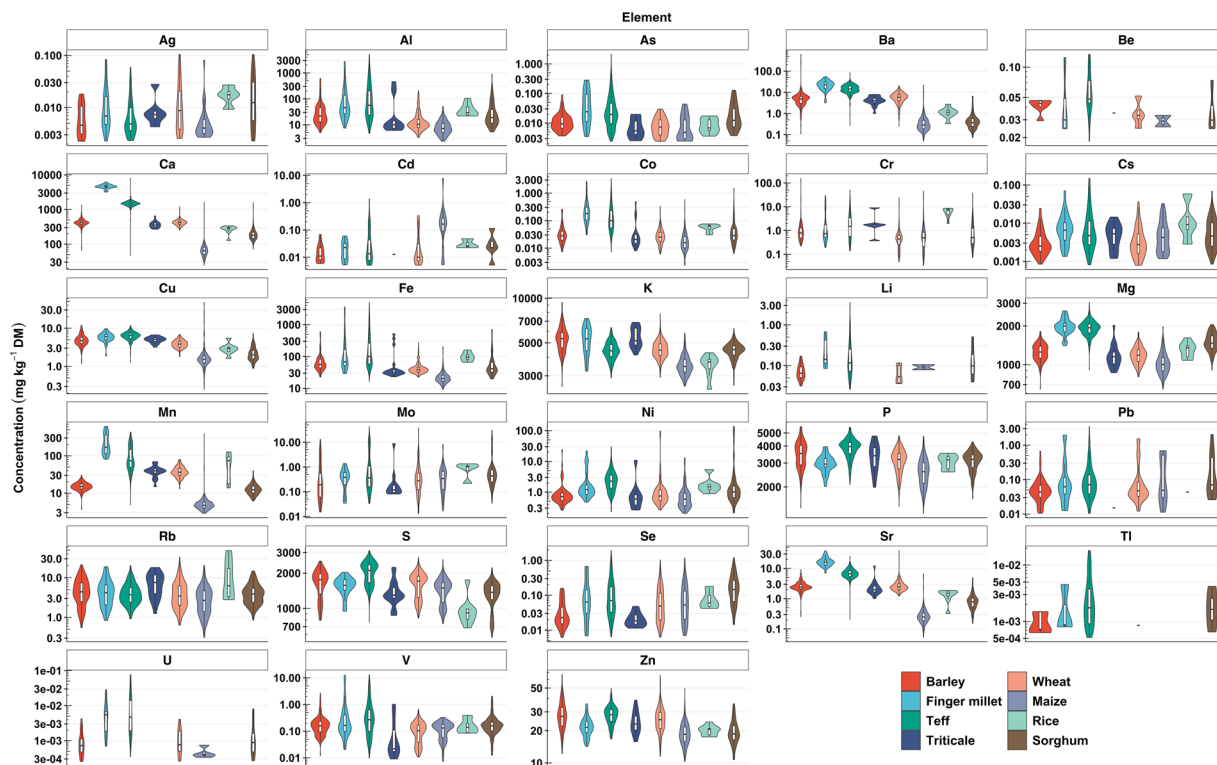 Element
Ag Al As Ba Be
0.100 0.030 0.010 0.003
3000 1000 300 100 30 10 3
1.000 0.300 0.100 0.030 0.010 0.003
100.0 10.0 1.0 0.1
0.10 0.05 0.03 0.02
Ca Cd Co Cr Cs
10000 3000 1000 300 100 30
10.00 1.00 0.10 0.01
3.000 1.000 0.300 0.100 0.030 0.010 0.003
100.0 10.0 1.0 0.1
0.100 0.030 0.010 0.003 0.001
Cu Fe K Li Mg
30.0 10.0 3.0 1.0 0.3
3000 1000 300 100 30 10
10000 5000 3000
3.00 1.00 0.30 0.10 0.03
3000 2000 1000 700
Concentration (mg kg⁻¹ DM)
Mn Mo Ni P Pb
300 100 30 10 3
10.00 1.00 0.10 0.01
100.0 30.0 10.0 3.0 1.0 0.3
5000 4000 3000 2000
3.00 1.00 0.30 0.10 0.03 0.01
Rb S Se Sr Tl
30.0 10.0 3.0 1.0 0.3
3000 2000 1000 700
1.00 0.30 0.10 0.03 0.01
30.0 10.0 3.0 1.0 0.3 0.1
1e-02 5e-03 3e-03 1e-03 5e-04
U V Zn
1e-01 3e-02 1e-02 3e-03 1e-03 3e-04
10.00 1.00 0.10 0.01
50 30 20 10
Barley Wheat
Finger millet Maize
Teff Rice
Triticale Sorghum